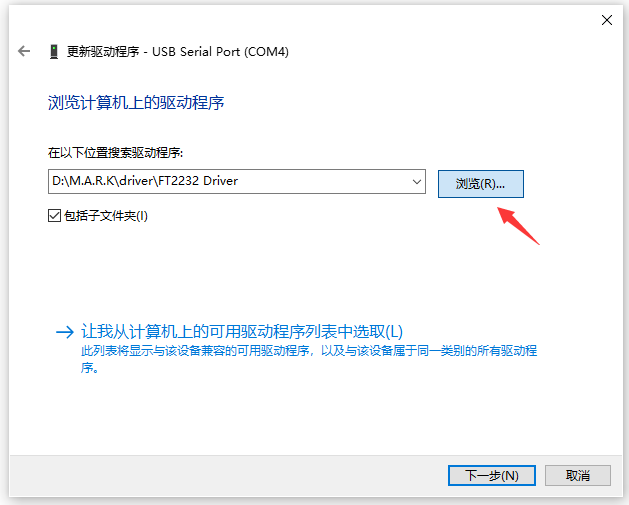 更新驱动程序 - USB Serial Port (COM4)
浏览计算机上的驱动程序
在以下位置搜索驱动程序:
D:\M.A.R.K\driver\FT2232 Driver
浏览(R)...
包括子文件夹(I)
让我从计算机上的可用驱动程序列表中选取(L)
此列表将显示与该设备兼容的可用驱动程序，以及与该设备属于同一类别的所有驱动程
序。
下一步(N)
取消